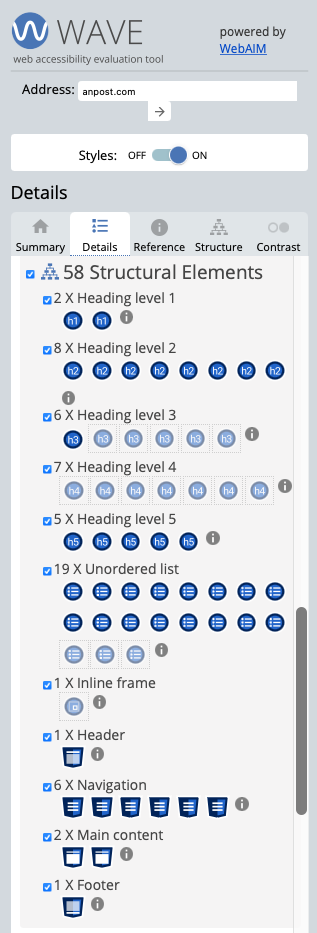 WAVE
web accessibility evaluation tool
powered by
WebAIM
Address: anpost.com
Styles: OFF ON
Details
Summary Details Reference Structure Contrast
58 Structural Elements
2 X Heading level 1
h1 h1
8 X Heading level 2
h2 h2 h2 h2 h2 h2 h2 h2
6 X Heading level 3
h3 h3 h3 h3 h3 h3
7 X Heading level 4
h4 h4 h4 h4 h4 h4 h4
5 X Heading level 5
h5 h5 h5 h5 h5
19 X Unordered list
1 X Inline frame
1 X Header
6 X Navigation
2 X Main content
1 X Footer